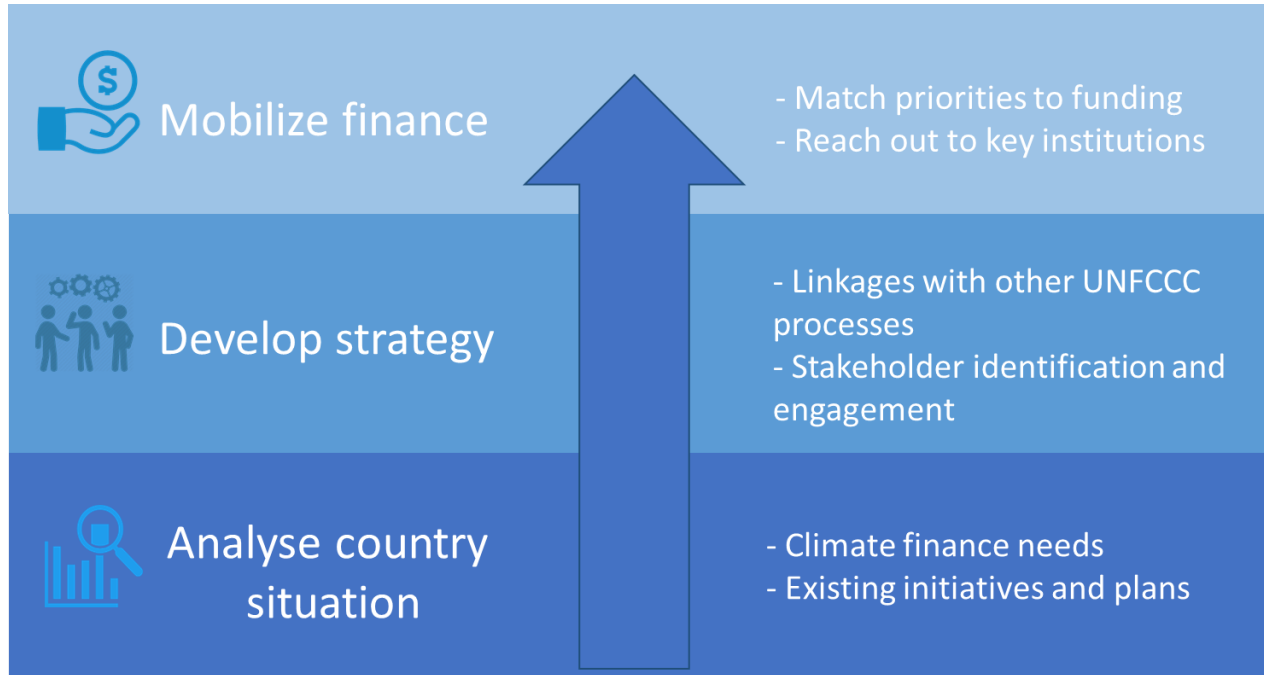 $
Mobilize finance
- Match priorities to funding
- Reach out to key institutions
Develop strategy
- Linkages with other UNFCCC
processes
- Stakeholder identification and
engagement
Analyse country
situation
- Climate finance needs
- Existing initiatives and plans